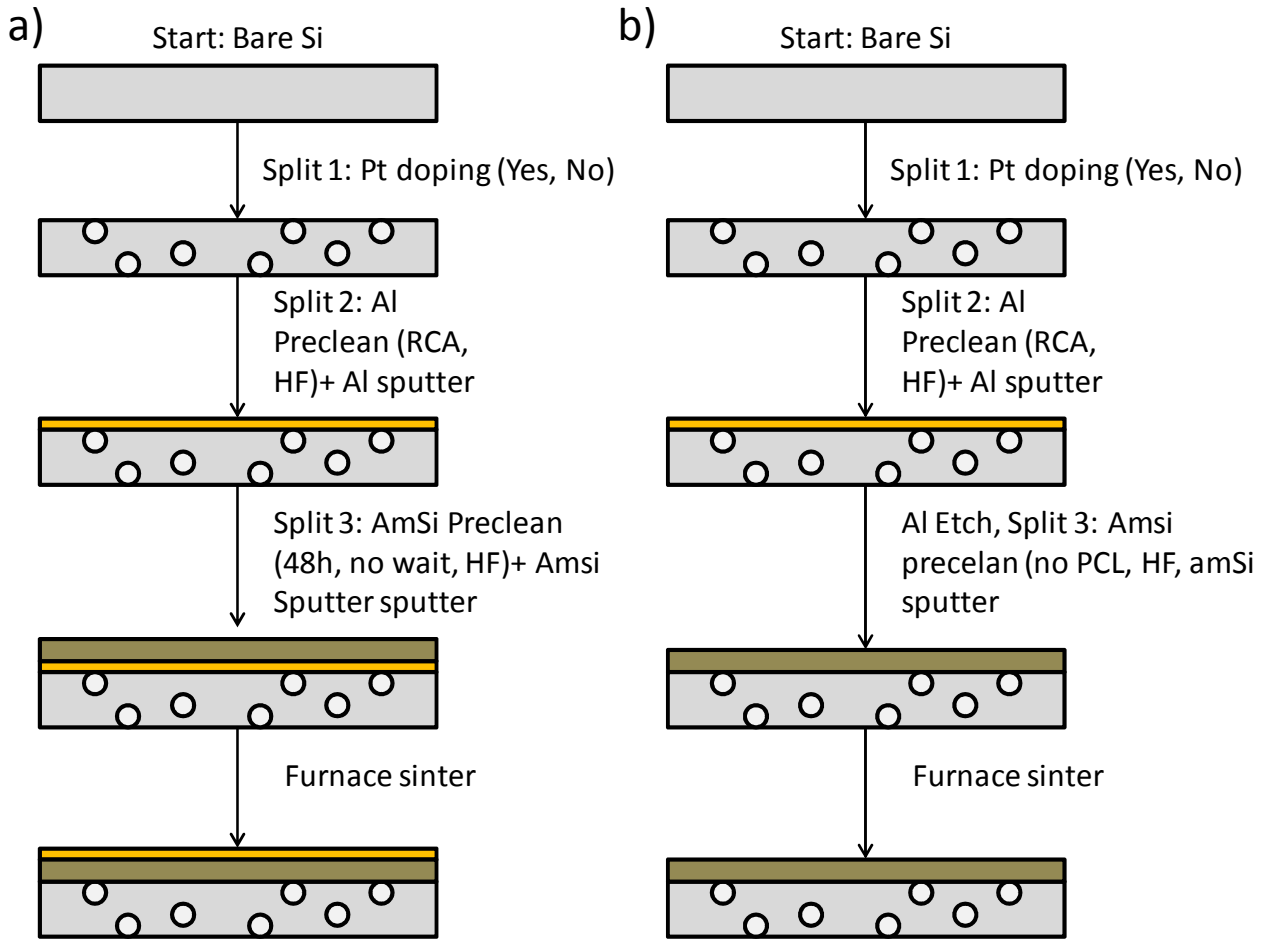 a)
Start: Bare Si
Split 1: Pt doping (Yes, No)
Split 2: Al
Preclean (RCA,
HF)+ Al sputter
Split 3: AmSi Preclean
(48h, no wait, HF)+ Amsi
Sputter sputter
Furnace sinter
b)
Start: Bare Si
Split 1: Pt doping (Yes, No)
Split 2: Al
Preclean (RCA,
HF)+ Al sputter
Al Etch, Split 3: Amsi
precelan (no PCL, HF, amSi
sputter
Furnace sinter